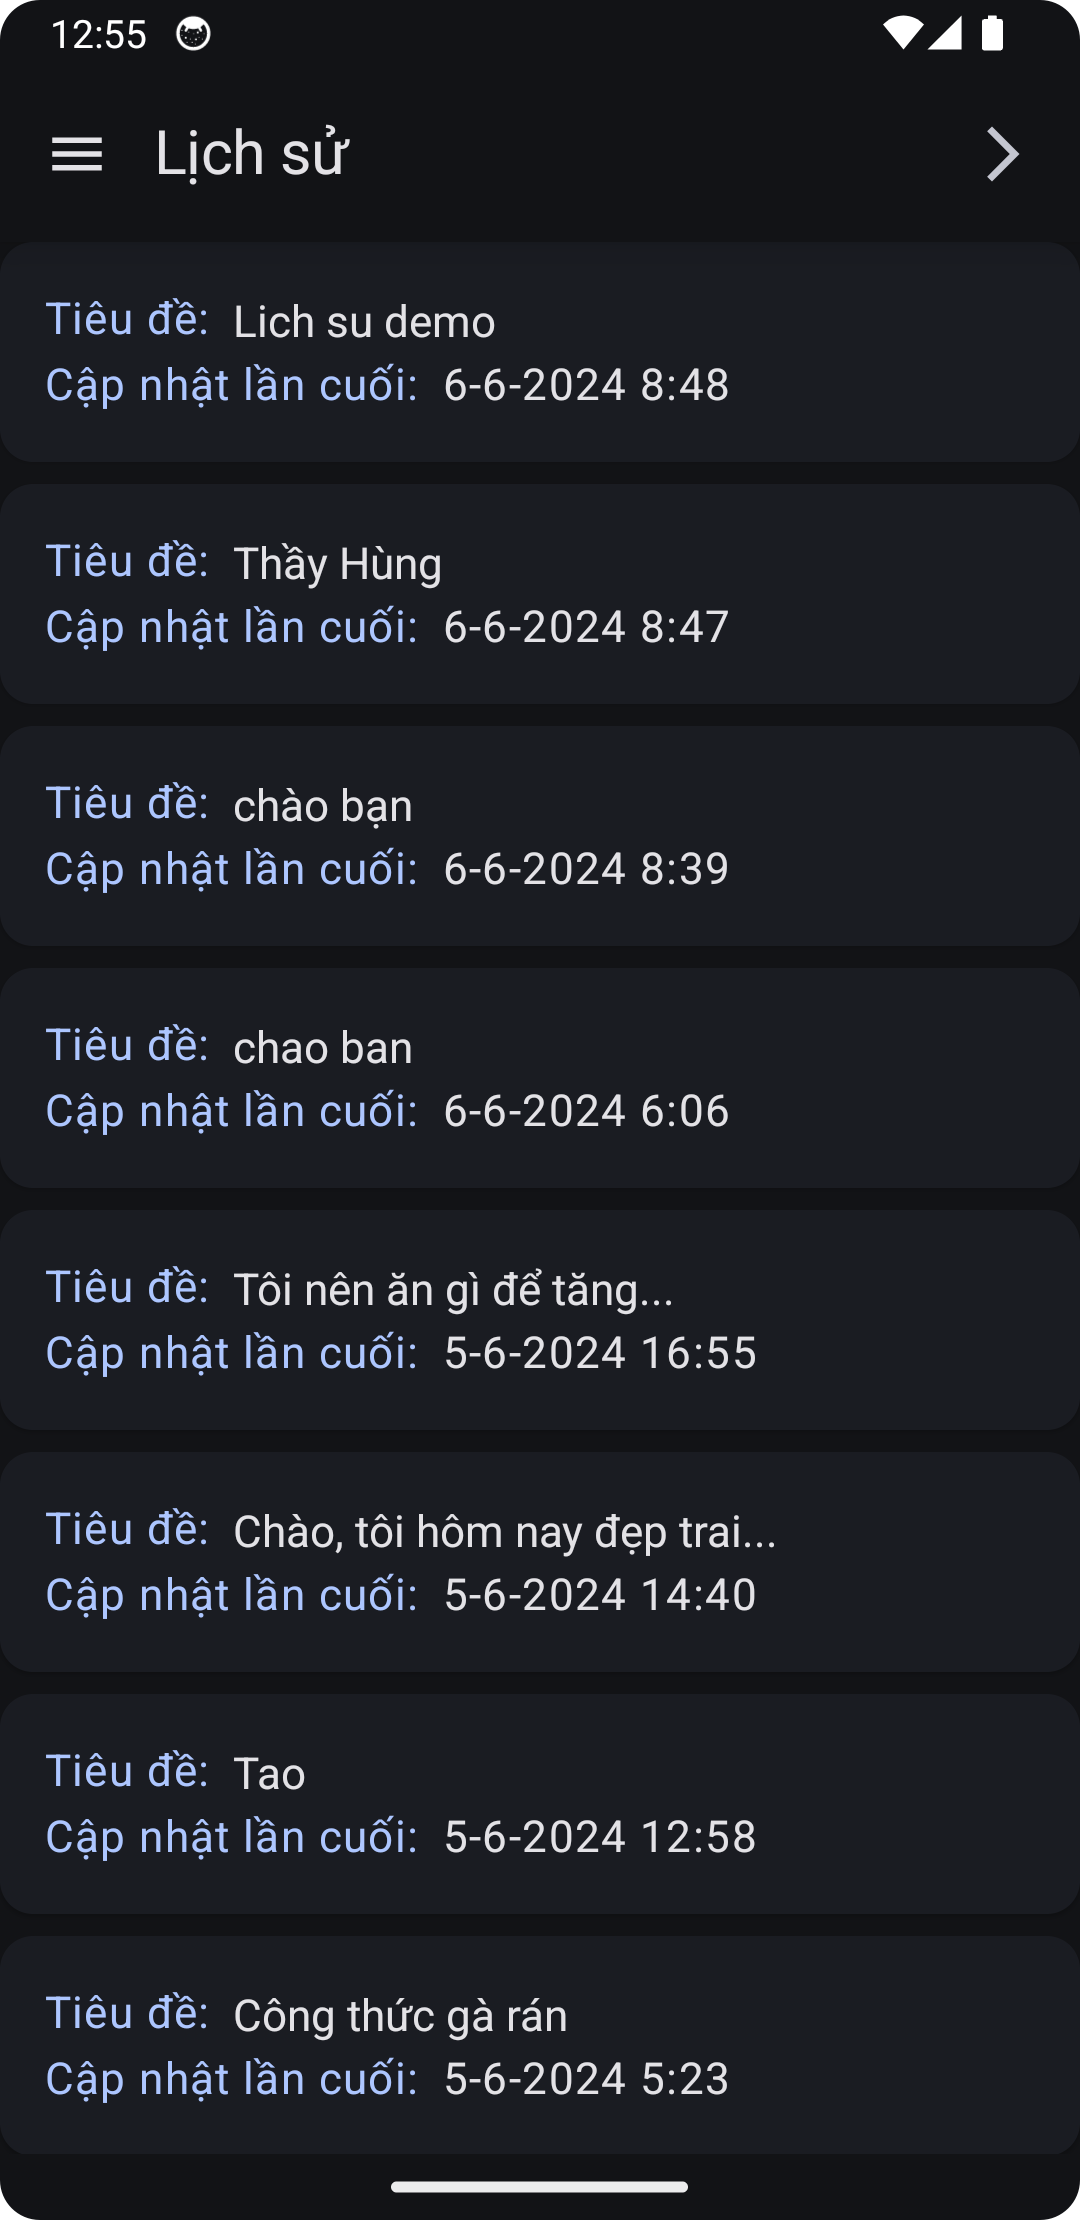 12:55
Lịch sử
Tiêu đề: Lich su demo
Cập nhật lần cuối: 6-6-2024 8:48
Tiêu đề: Thầy Hùng
Cập nhật lần cuối: 6-6-2024 8:47
Tiêu đề: chào bạn
Cập nhật lần cuối: 6-6-2024 8:39
Tiêu đề: chao ban
Cập nhật lần cuối: 6-6-2024 6:06
Tiêu đề: Tôi nên ăn gì để tăng...
Cập nhật lần cuối: 5-6-2024 16:55
Tiêu đề: Chào, tôi hôm nay đẹp trai...
Cập nhật lần cuối: 5-6-2024 14:40
Tiêu đề: Tao
Cập nhật lần cuối: 5-6-2024 12:58
Tiêu đề: Công thức gà rán
Cập nhật lần cuối: 5-6-2024 5:23